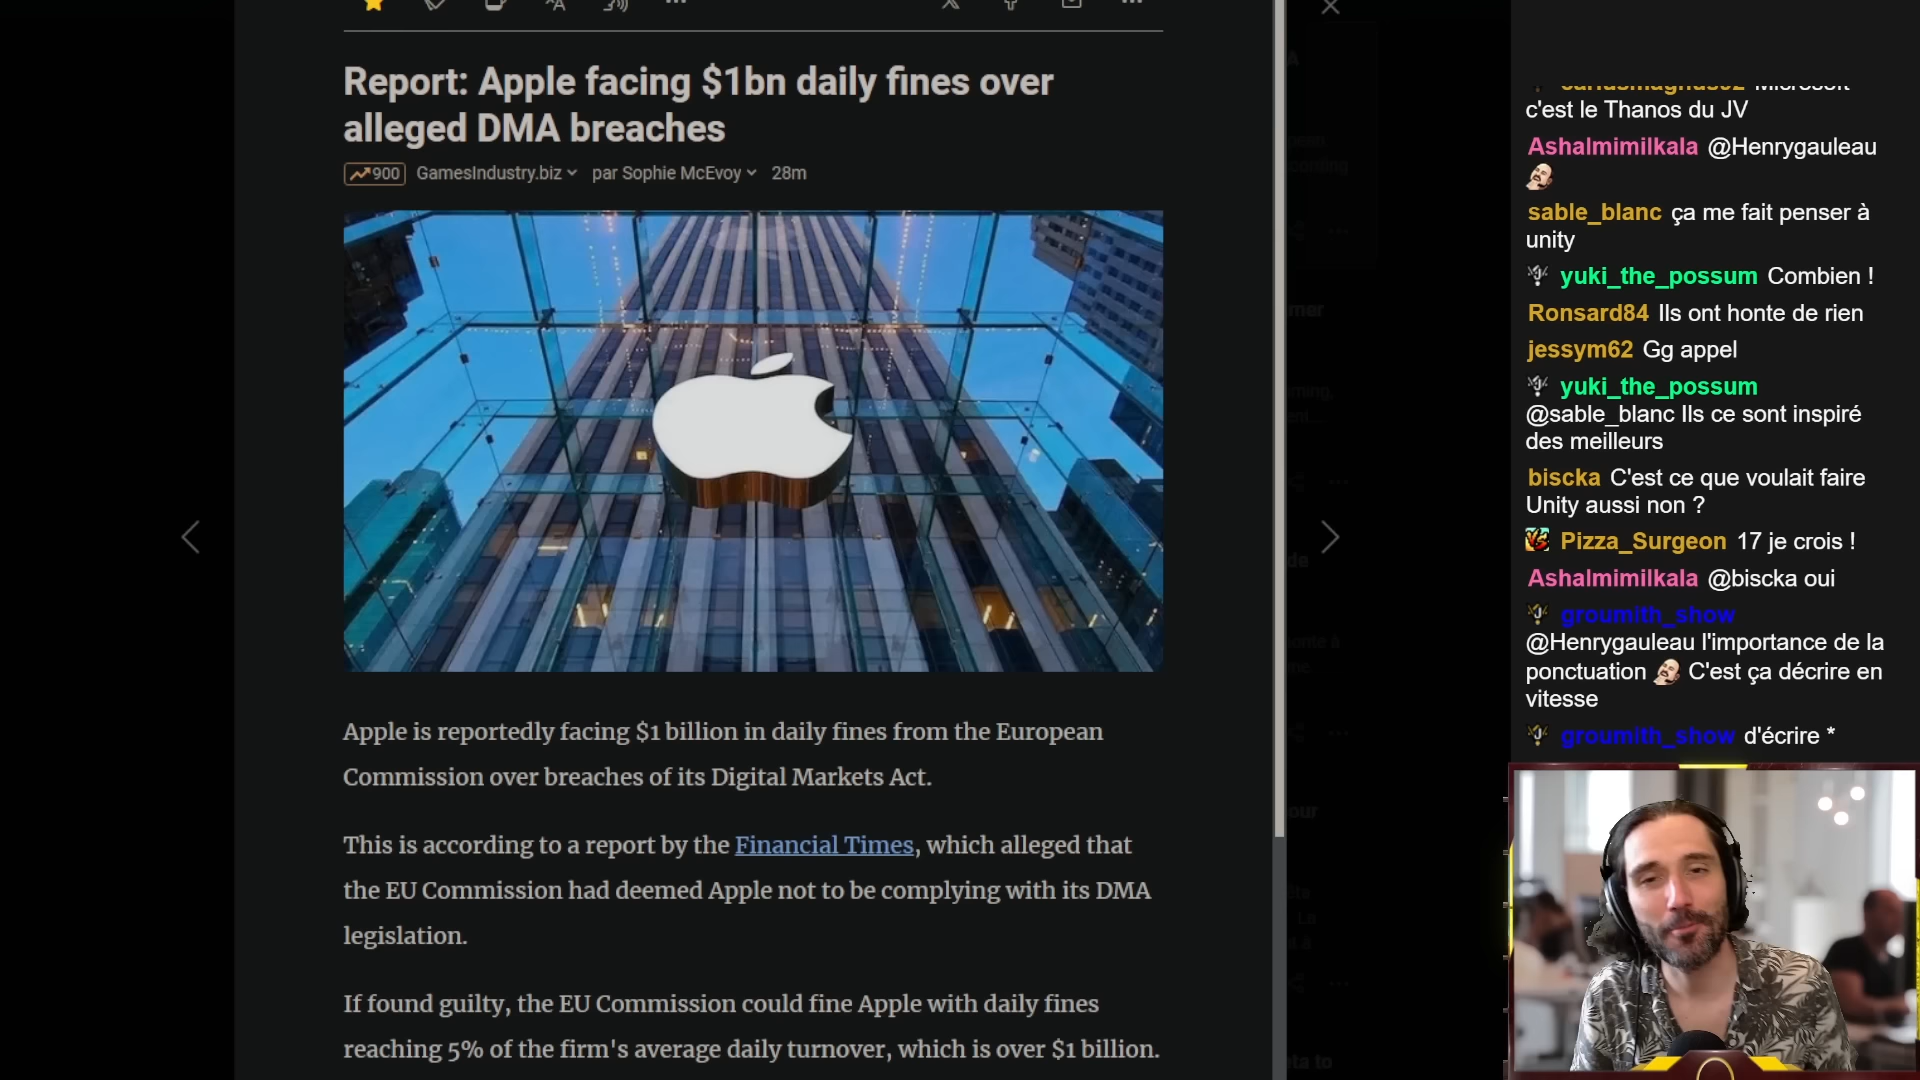 Report: Apple facing $1bn daily fines over
alleged DMA breaches
900 GamesIndustry.biz par Sophie McEvoy 28m
Apple is reportedly facing $1 billion in daily fines from the European
Commission over breaches of its Digital Markets Act.
This is according to a report by the Financial Times, which alleged that
the EU Commission had deemed Apple not to be complying with its DMA
legislation.
If found guilty, the EU Commission could fine Apple with daily fines
reaching 5% of the firm's average daily turnover, which is over $1 billion.
c'est le Thanos du JV
Ashalmimilkala @Henrygauleau
sable_blanc ça me fait penser à
unity
yuki_the_possum Combien !
Ronsard84 Ils ont honte de rien
jessym62 Gg appel
yuki_the_possum
@sable_blanc Ils ce sont inspiré
des meilleurs
biscka C'est ce que voulait faire
Unity aussi non ?
Pizza_Surgeon 17 je crois !
Ashalmimilkala @biscka oui
groumith_show
@Henrygauleau l'importance de la
ponctuation C'est ça décrire en
vitesse
groumith_show d'écrire *